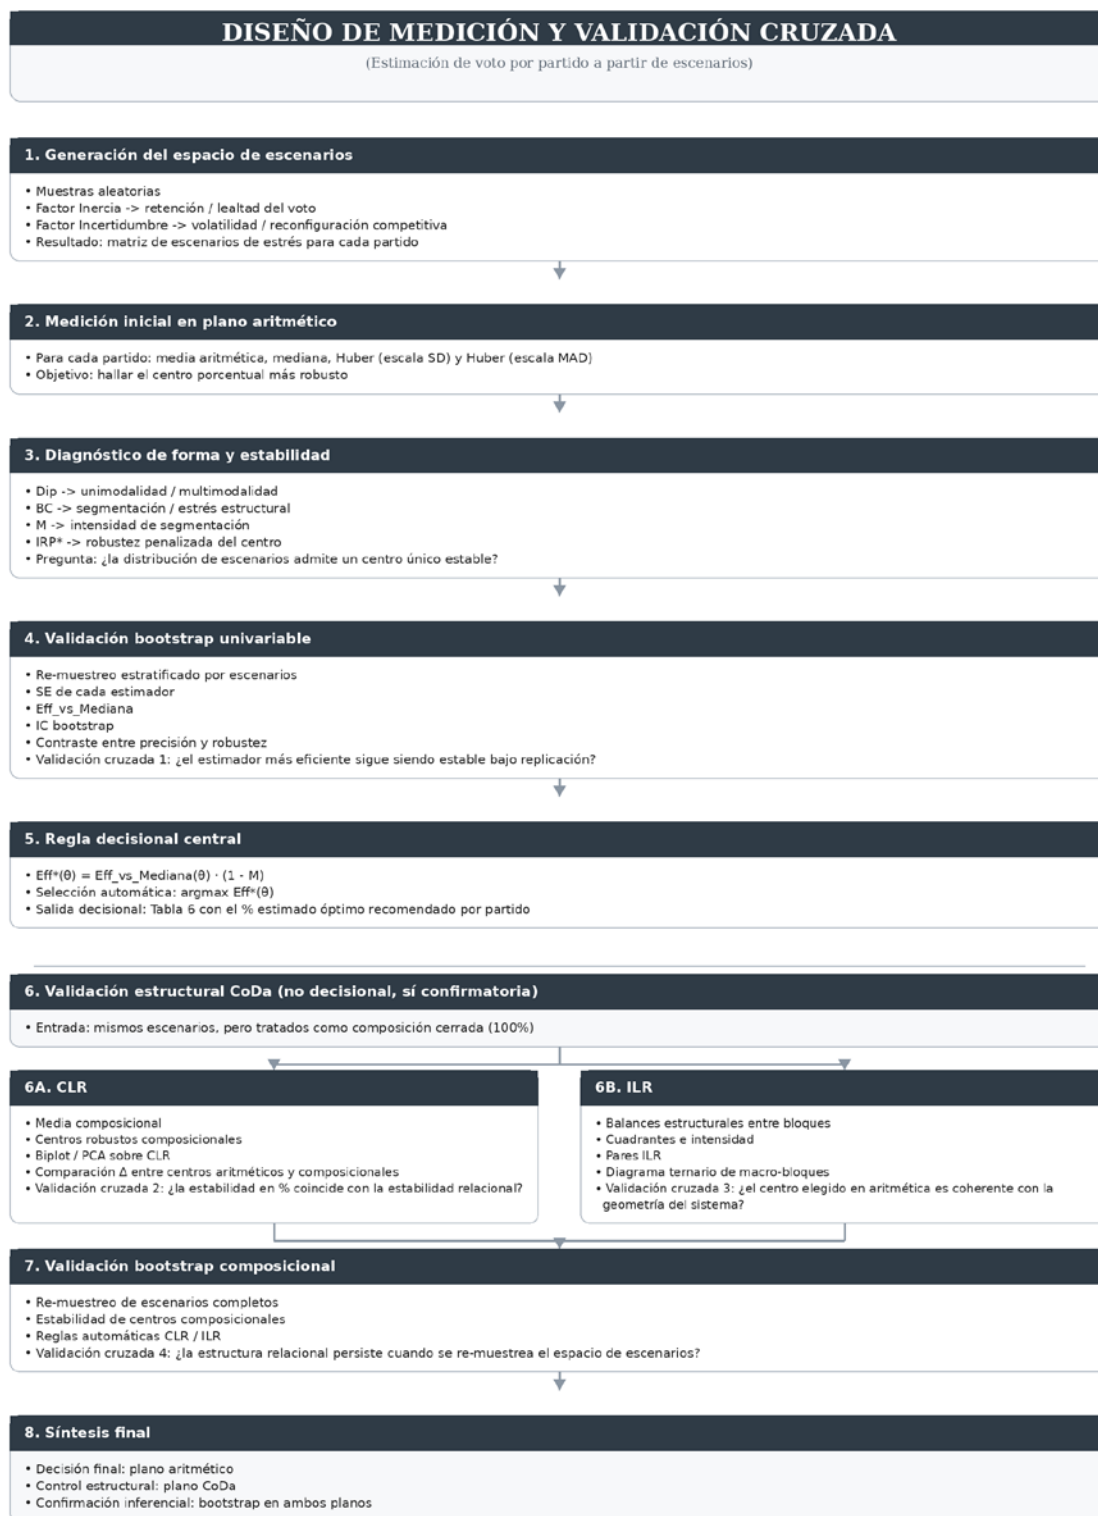 DISEÑO DE MEDICIÓN Y VALIDACIÓN CRUZADA
(Estimación de voto por partido a partir de escenarios)
1. Generación del espacio de escenarios
• Muestras aleatorias
• Factor Inercia -> retención / lealtad del voto
• Factor Incertidumbre -> volatilidad / reconfiguración competitiva
• Resultado: matriz de escenarios de estrés para cada partido
2. Medición inicial en plano aritmético
• Para cada partido: media aritmética, mediana, Huber (escala SD) y Huber (escala MAD)
• Objetivo: hallar el centro porcentual más robusto
3. Diagnóstico de forma y estabilidad
• Dip -> unimodalidad / multimodalidad
• BC -> segmentación / estrés estructural
• M -> intensidad de segmentación
• IRP* -> robustez penalizada del centro
• Pregunta: ¿la distribución de escenarios admite un centro único estable?
4. Validación bootstrap univariable
• Re-muestreo estratificado por escenarios
• SE de cada estimador
• Eff_vs_Mediana
• IC bootstrap
• Contraste entre precisión y robustez
• Validación cruzada 1: ¿el estimador más eficiente sigue siendo estable bajo replicación?
5. Regla decisional central
• Eff*(θ) = Eff_vs_Mediana(θ) · (1 - M)
• Selección automática: argmax Eff*(θ)
• Salida decisional: Tabla 6 con el % estimado óptimo recomendado por partido
6. Validación estructural CoDa (no decisional, sí confirmatoria)
• Entrada: mismos escenarios, pero tratados como composición cerrada (100%)
6A. CLR
• Media composicional
• Centros robustos composicionales
• Biplot / PCA sobre CLR
• Comparación Δ entre centros aritméticos y composicionales
• Validación cruzada 2: ¿la estabilidad en % coincide con la estabilidad relacional?
6B. ILR
• Balances estructurales entre bloques
• Cuadrantes e intensidad
• Pares ILR
• Diagrama ternario de macro-bloques
• Validación cruzada 3: ¿el centro elegido en aritmética es coherente con la
geometría del sistema?
7. Validación bootstrap composicional
• Re-muestreo de escenarios completos
• Estabilidad de centros composicionales
• Reglas automáticas CLR / ILR
• Validación cruzada 4: ¿la estructura relacional persiste cuando se re-muestrea el espacio de escenarios?
8. Síntesis final
• Decisión final: plano aritmético
• Control estructural: plano CoDa
• Confirmación inferencial: bootstrap en ambos planos